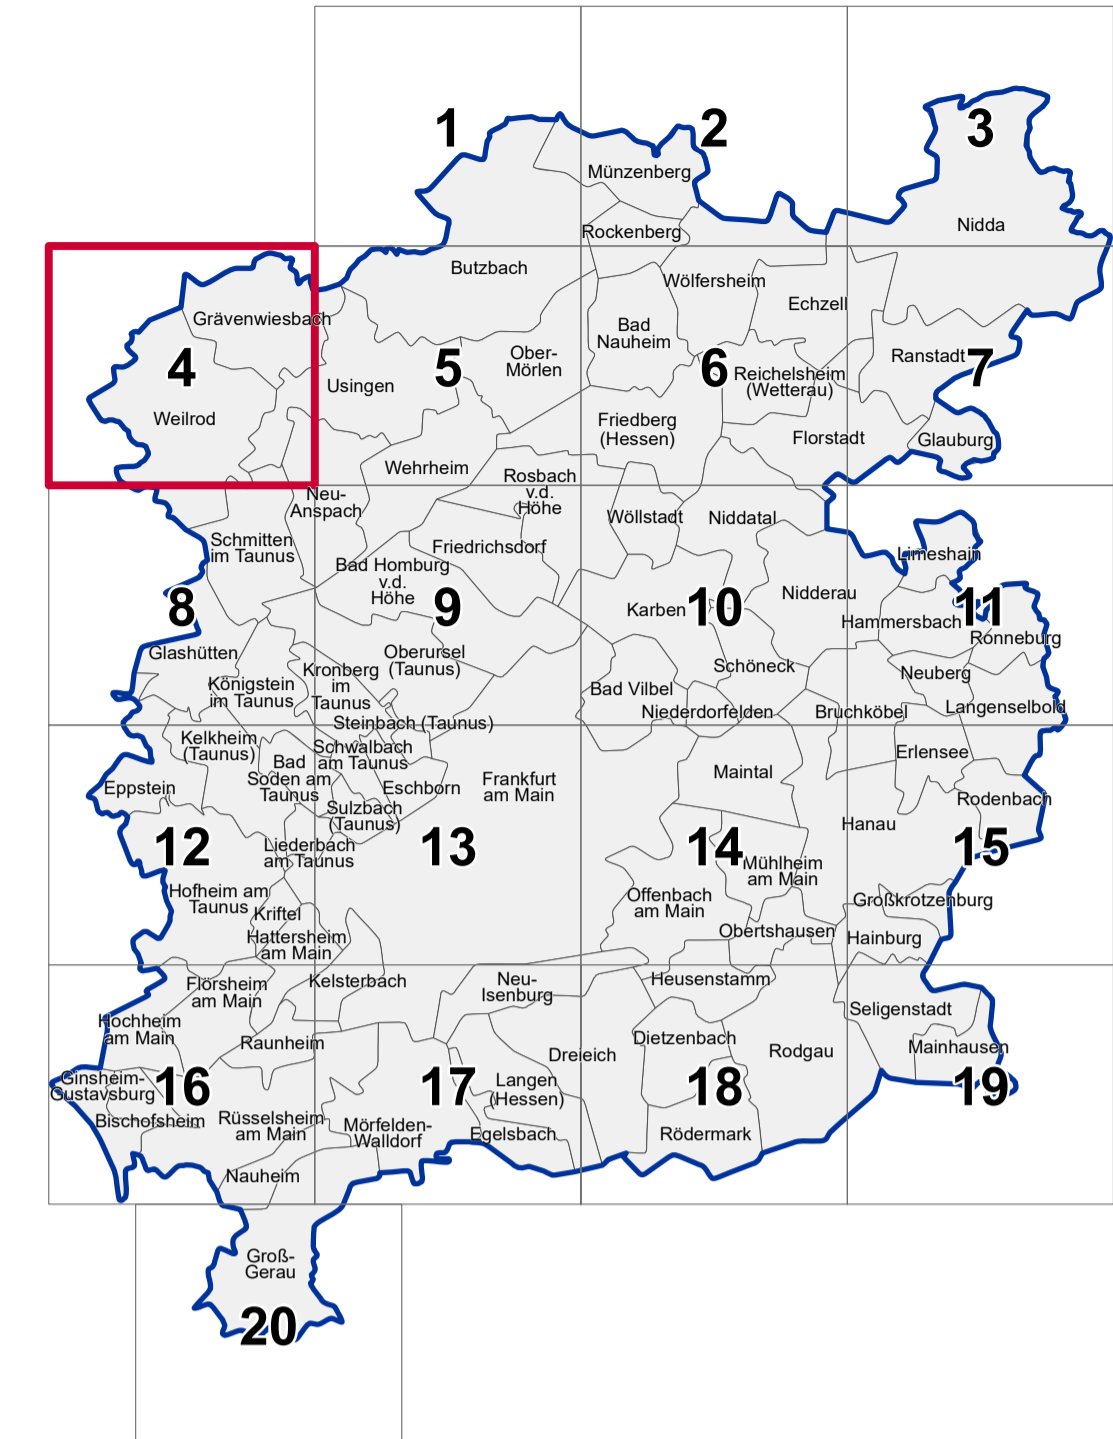 1
2
3
Münzenberg
Nidda
Rockenberg
Butzbach
Wölfersheim
Echzell
Grävenwiesbach
Bad
Nauheim
4
5
Ober-
Mörlen
6
7
Ranstadt
Usingen
Reichelsheim
(Wetterau)
Weilrod
Friedberg
(Hessen)
Florstadt
Glauburg
Wehrheim
Rosbach
v.d.
Höhe
Neu-
Anspach
Wöllstadt
Niddatal
Schmitten
im Taunus
Friedrichsdorf
Limeshain
Bad Homburg
v.d.
Höhe
8
9
10
11
Karben
Nidderau
Hammersbach
Ronneburg
Glashütten
Oberursel
(Taunus)
Schöneck
Neuberg
Königstein
im Taunus
Kronberg
im
Taunus
Bad Vilbel
Niederdorfelden
Bruchköbel
Langenselbold
Steinbach (Taunus)
Kelkheim
(Taunus)
Schwalbach
am Taunus
Bad
Soden am
Taunus
Erlensee
Eppstein
Eschborn
Frankfurt
am Main
Maintal
Rodenbach
Sulzbach
(Taunus)
Hanau
12
13
14
15
Liederbach
am Taunus
Mühlheim
am Main
Hofheim am
Taunus
Kriftel
Offenbach
am Main
Großkrotzenburg
Hattersheim
am Main
Obertshausen
Hainburg
Flörsheim
am Main
Kelsterbach
Neu-
Isenburg
Heusenstamm
Seligenstadt
Hochheim
am Main
Raunheim
Dreieich
Dietzenbach
Rodgau
Mainhausen
Ginsheim-
Gustavsburg
16
17
18
19
Langen
(Hessen)
Bischofsheim
Rüsselsheim
am Main
Mörfelden-
Walldorf
Egelsbach
Rödermark
Nauheim
Groß-
Gerau
20